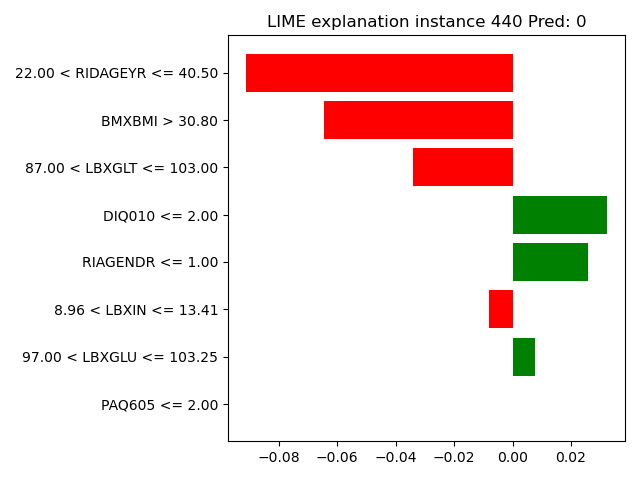 LIME explanation instance 440 Pred: 0
22.00 < RIDAGEYR <= 40.50
BMXBMI > 30.80
87.00 < LBXGLT <= 103.00
DIQ010 <= 2.00
RIAGENDR <= 1.00
8.96 < LBXIN <= 13.41
97.00 < LBXGLU <= 103.25
PAQ605 <= 2.00
−0.08 −0.06 −0.04 −0.02 0.00 0.02